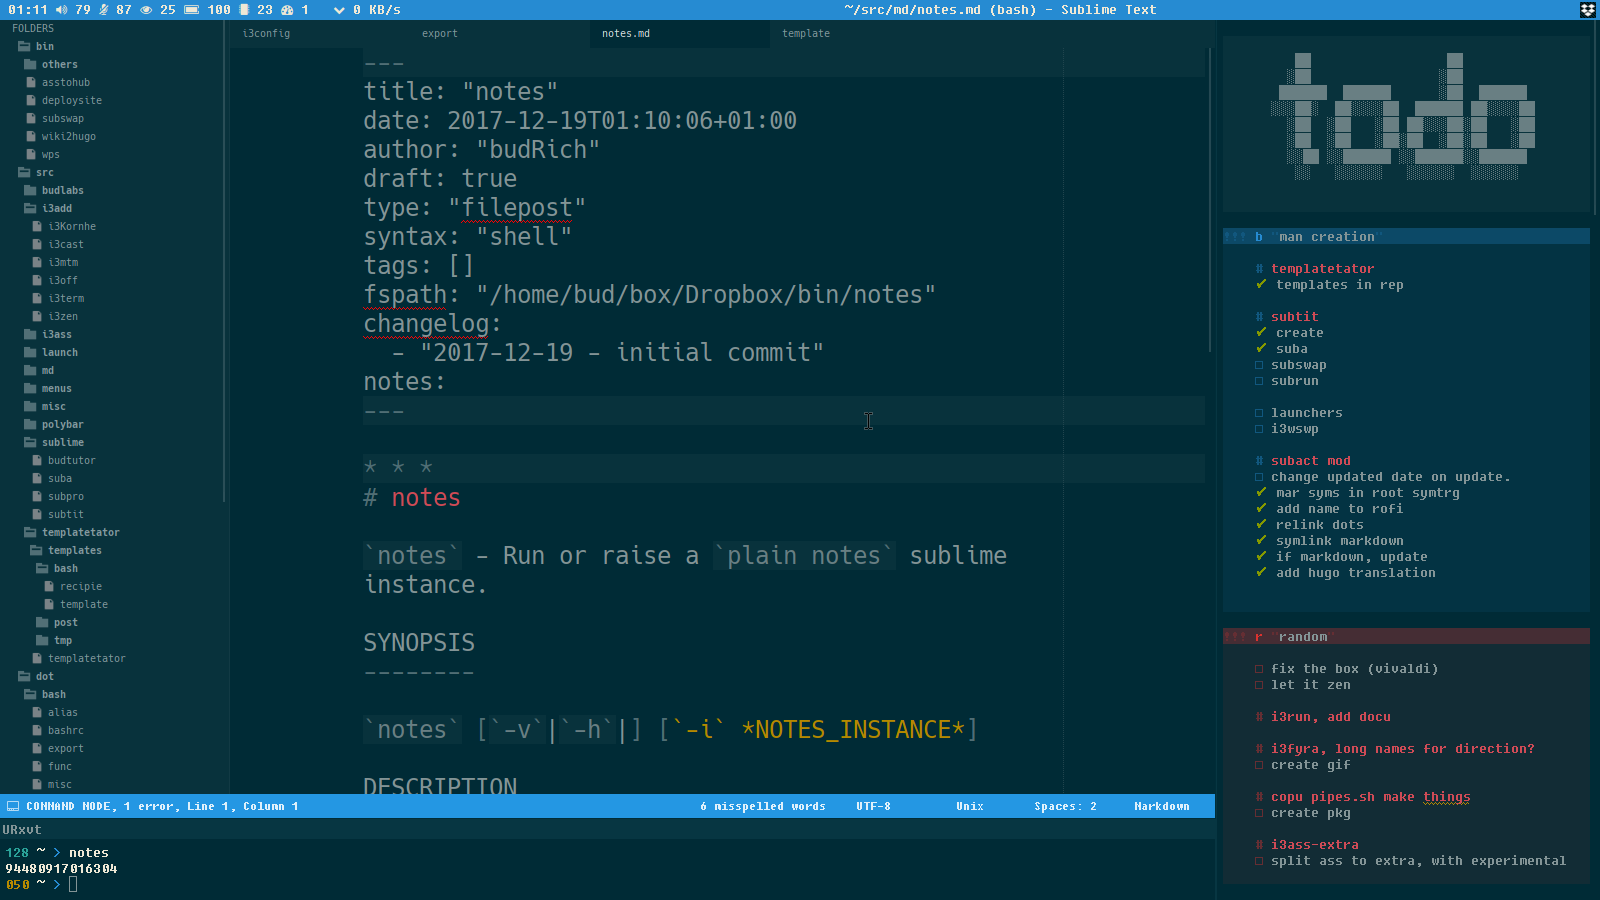 01:11 79 87 25 100 23 1 0 KB/s
~/src/md/notes.md (bash) - Sublime Text
FOLDERS
bin
others
asstohub
deploysite
subswap
wiki2hugo
wps
src
budlabs
i3add
i3Kornhe
i3cast
i3mtm
i3off
i3term
i3zen
i3ass
launch
md
menus
misc
polybar
sublime
budtutor
suba
subpro
subtit
templatetator
templates
bash
recipie
template
post
tmp
templatetator
dot
bash
alias
bashrc
export
func
misc
i3config export notes.md template
---
title: "notes"
date: 2017-12-19T01:10:06+01:00
author: "budRich"
draft: true
type: "filepost"
syntax: "shell"
tags: []
fspath: "/home/bud/box/Dropbox/bin/notes"
changelog:
  - "2017-12-19 - initial commit"
notes:
---
* * *
# notes
`notes` - Run or raise a `plain notes` sublime
instance.
SYNOPSIS
--------
`notes` [`-v`|`-h`|] [`-i` *NOTES_INSTANCE*]
DESCRIPTION
COMMAND MODE, 1 error, Line 1, Column 1
6 misspelled words UTF-8 Unix Spaces: 2 Markdown
URxvt
128 ~ > notes
94480917016304
050 ~ >
todo
!!! b "man creation"
# templatetator
✔ templates in rep
# subtit
✔ create
✔ suba
□ subswap
□ subrun
□ launchers
□ i3wswp
# subact mod
□ change updated date on update.
✔ mar syms in root symtrg
✔ add name to rofi
✔ relink dots
✔ symlink markdown
✔ if markdown, update
✔ add hugo translation
!!! r "random"
□ fix the box (vivaldi)
□ let it zen
# i3run, add docu
# i3fyra, long names for direction?
□ create gif
# copu pipes.sh make things
□ create pkg
# i3ass-extra
□ split ass to extra, with experimental